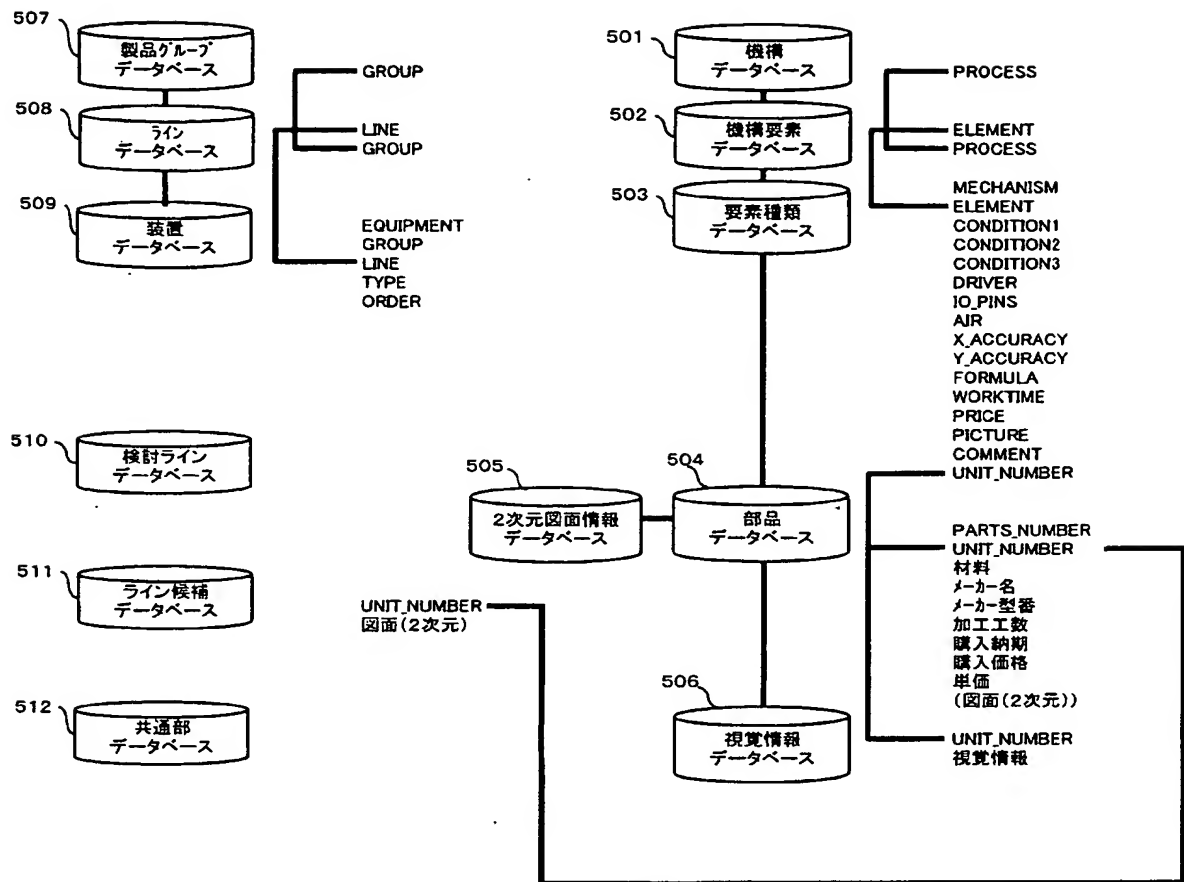 507
製品グループ
データベース
508
ライン
データベース
509
装置
データベース
GROUP
LINE
GROUP
EQUIPMENT
GROUP
LINE
TYPE
ORDER
510
検討ライン
データベース
511
ライン候補
データベース
512
共通部
データベース
501
機構
データベース
502
機構要素
データベース
503
要素種類
データベース
505
2次元図面情報
データベース
504
部品
データベース
506
視覚情報
データベース
UNIT_NUMBER
図面(2次元)
PROCESS
ELEMENT
PROCESS
MECHANISM
ELEMENT
CONDITION1
CONDITION2
CONDITION3
DRIVER
IO_PINS
AIR
X_ACCURACY
Y_ACCURACY
FORMULA
WORKTIME
PRICE
PICTURE
COMMENT
UNIT_NUMBER
PARTS_NUMBER
UNIT_NUMBER
材料
メーカー名
メーカー型番
加工工数
購入納期
購入価格
単価
(図面(2次元))
UNIT_NUMBER
視覚情報